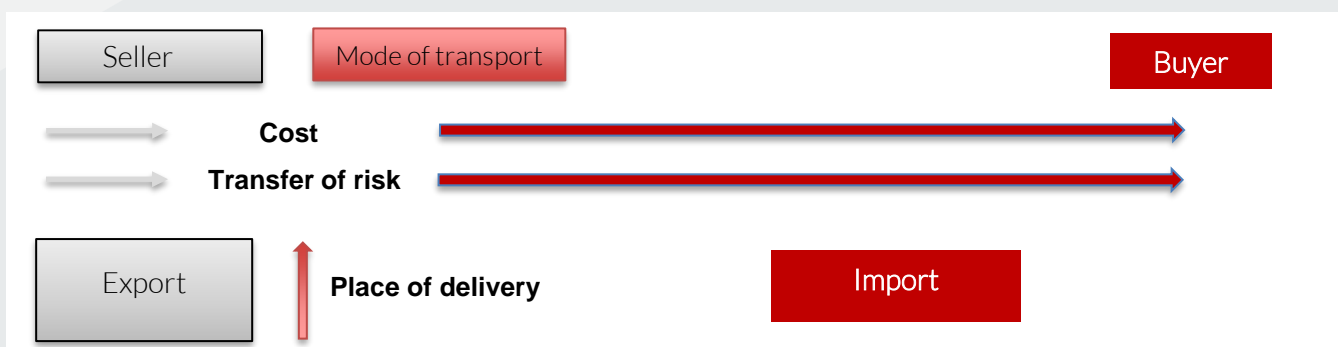 Seller
Mode of transport
Buyer
Cost
Transfer of risk
Export
Place of delivery
Import